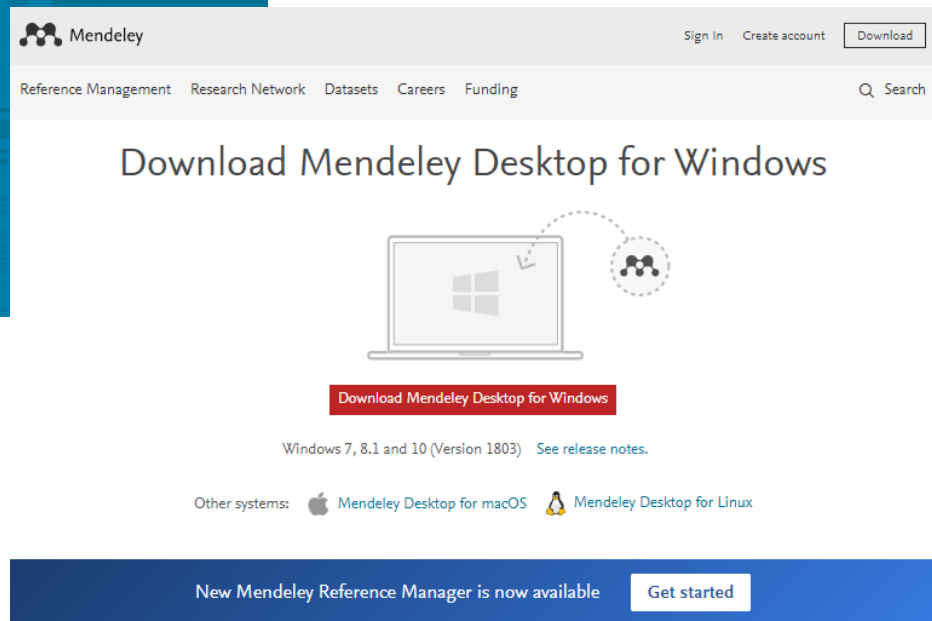 Mendeley Sign In Create account Download
Reference Management Research Network Datasets Careers Funding Search
Download Mendeley Desktop for Windows
Download Mendeley Desktop for Windows
Windows 7, 8.1 and 10 (Version 1803) See release notes.
Other systems: Mendeley Desktop for macOS Mendeley Desktop for Linux
New Mendeley Reference Manager is now available Get started